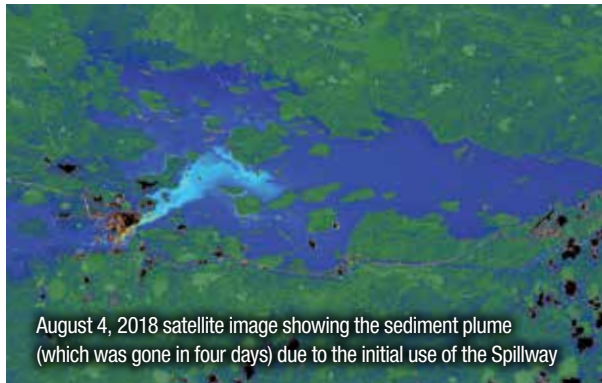 August 4, 2018 satellite image showing the sediment plume
(which was gone in four days) due to the initial use of the Spillway